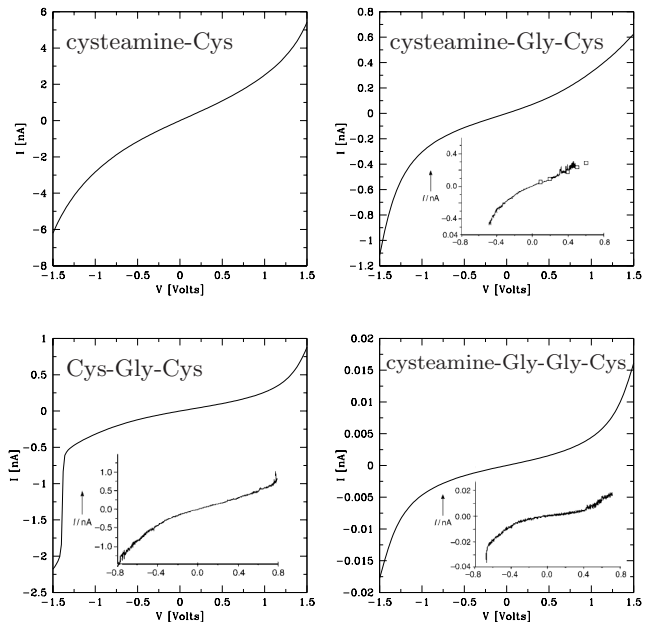 cysteamine-Cys
6
4
2
0
−2
−4
−6
−8
I [nA]
−1.5 −1 −0.5 0 0.5 1 1.5
V [Volts]
cysteamine-Gly-Cys
0.8
0.6
0.4
0.2
0
−0.2
−0.4
−0.6
−0.8
−1
−1.2
I [nA]
0.4
0.0
−0.4
0.04
I/nA
−0.8 −0.4 0.0 0.4 0.8
−1.5 −1 −0.5 0 0.5 1 1.5
V [Volts]
Cys-Gly-Cys
1
0.5
0
−0.5
−1
−1.5
−2
−2.5
I [nA]
1.0
0.5
0.0
−0.5
−1.0
I/nA
−0.8 −0.4 0.0 0.4 0.8
−1.5 −1 −0.5 0 0.5 1 1.5
V [Volts]
cysteamine-Gly-Gly-Cys
0.02
0.015
0.01
0.005
0
−0.005
−0.01
−0.015
−0.02
I [nA]
0.02
0.00
−0.02
−0.04
I/nA
−0.8 −0.4 0.0 0.4 0.8
−1.5 −1 −0.5 0 0.5 1 1.5
V [Volts]